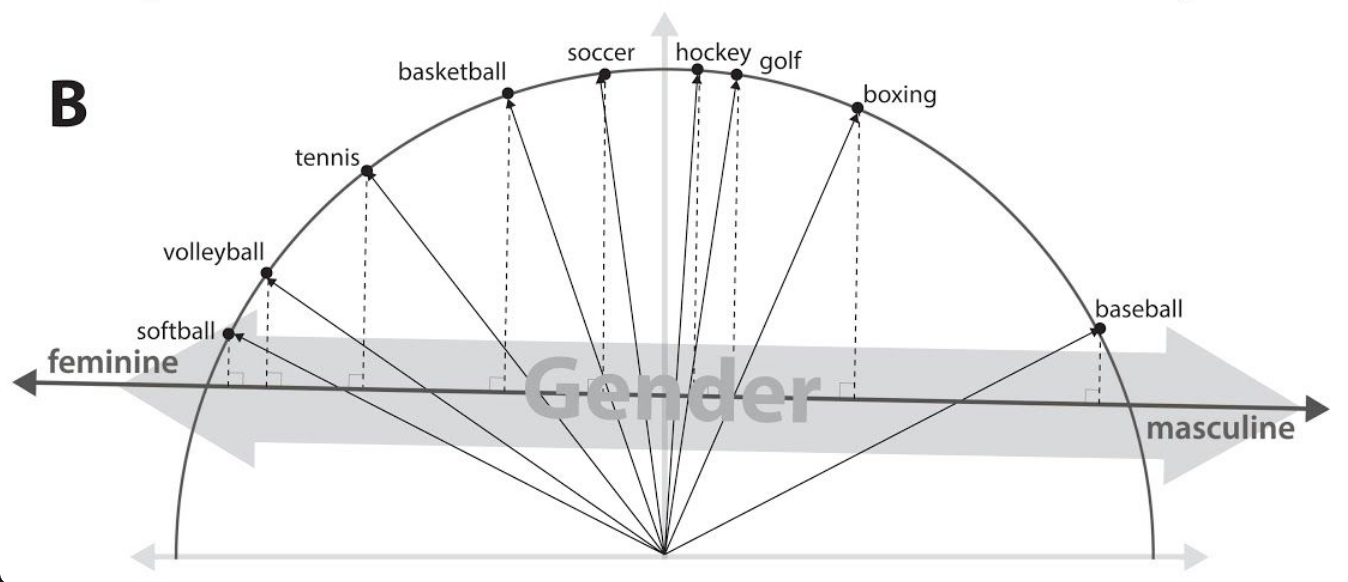 B
soccer
hockey
golf
basketball
boxing
tennis
volleyball
baseball
softball
feminine
Gender
masculine